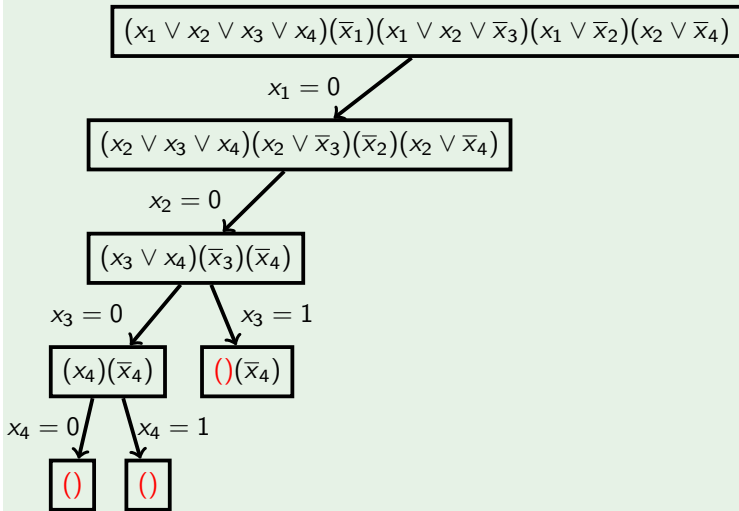 (x₁ ∨ x₂ ∨ x₃ ∨ x₄)(x̅₁)(x₁ ∨ x₂ ∨ x̅₃)(x₁ ∨ x̅₂)(x₂ ∨ x̅₄)
x₁ = 0
(x₂ ∨ x₃ ∨ x₄)(x₂ ∨ x̅₃)(x̅₂)(x₂ ∨ x̅₄)
x₂ = 0
(x₃ ∨ x₄)(x̅₃)(x̅₄)
x₃ = 0 x₃ = 1
(x₄)(x̅₄) ()(x̅₄)
x₄ = 0 x₄ = 1
() ()